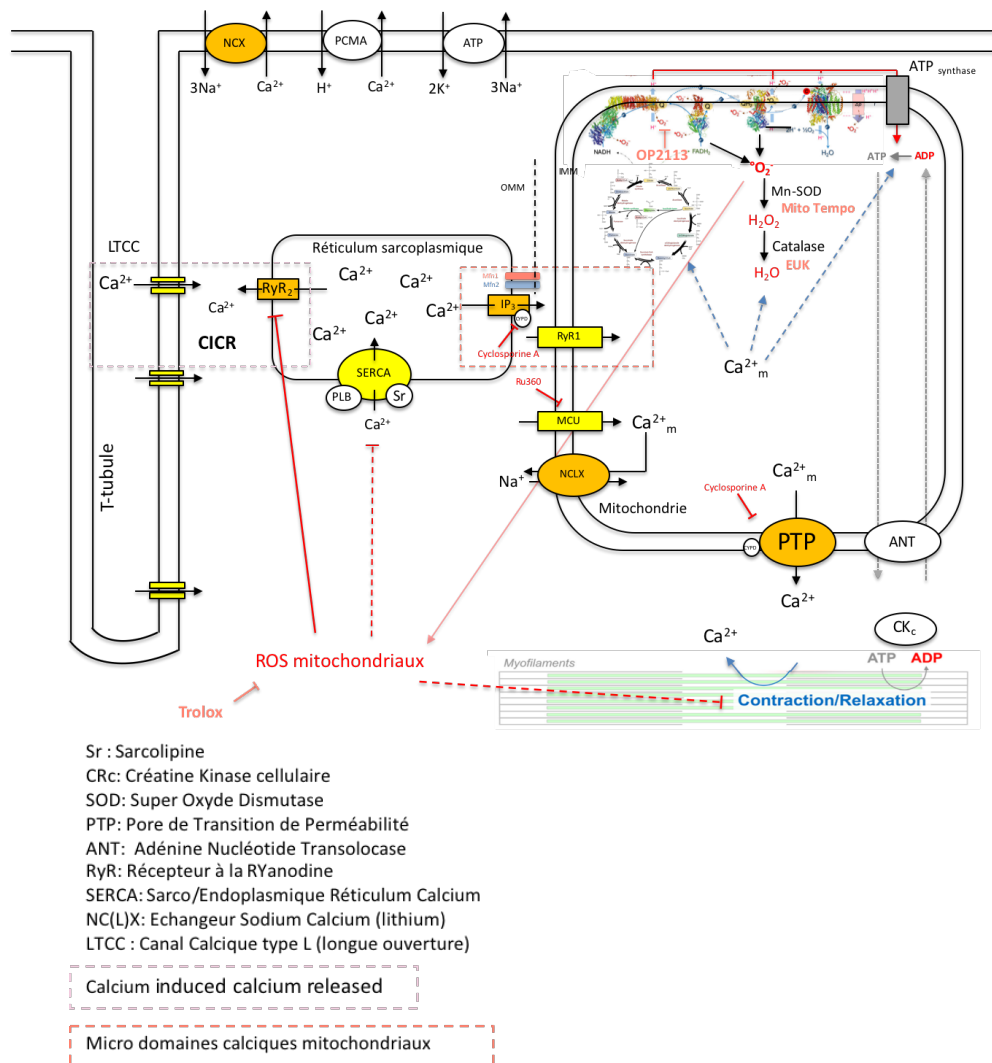 NCX
PCMA
ATP
3Na⁺
Ca²⁺
H⁺
Ca²⁺
2K⁺
3Na⁺
ATP synthase
NADH
FADH₂
H₂O
OP2113
°O₂⁻
ATP
ADP
IMM
OMM
Mn-SOD
Mito Tempo
H₂O₂
Catalase
H₂O
EUK
LTCC
Ca²⁺
Réticulum sarcoplasmique
Ca²⁺
RyR₂
Ca²⁺
Ca²⁺
Ca²⁺
Mfn1
Mfn2
IP₃
CYPD
Ca²⁺
Ca²⁺
CICR
Cyclosporine A
RyR1
Ca²⁺m
SERCA
PLB
Sr
Ca²⁺
Ru360
MCU
Ca²⁺m
T-tubule
Na⁺
NCLX
Mitochondrie
Cyclosporine A
Ca²⁺m
CYPD
PTP
ANT
Ca²⁺
CKc
Ca²⁺
ATP
ADP
ROS mitochondriaux
Myofilaments
Contraction/Relaxation
Trolox
Sr : Sarcolipine
CRc: Créatine Kinase cellulaire
SOD: Super Oxyde Dismutase
PTP: Pore de Transition de Perméabilité
ANT: Adénine Nucléotide Transolocase
RyR: Récepteur à la RYanodine
SERCA: Sarco/Endoplasmique Réticulum Calcium
NC(L)X: Echangeur Sodium Calcium (lithium)
LTCC : Canal Calcique type L (longue ouverture)
Calcium induced calcium released
Micro domaines calciques mitochondriaux